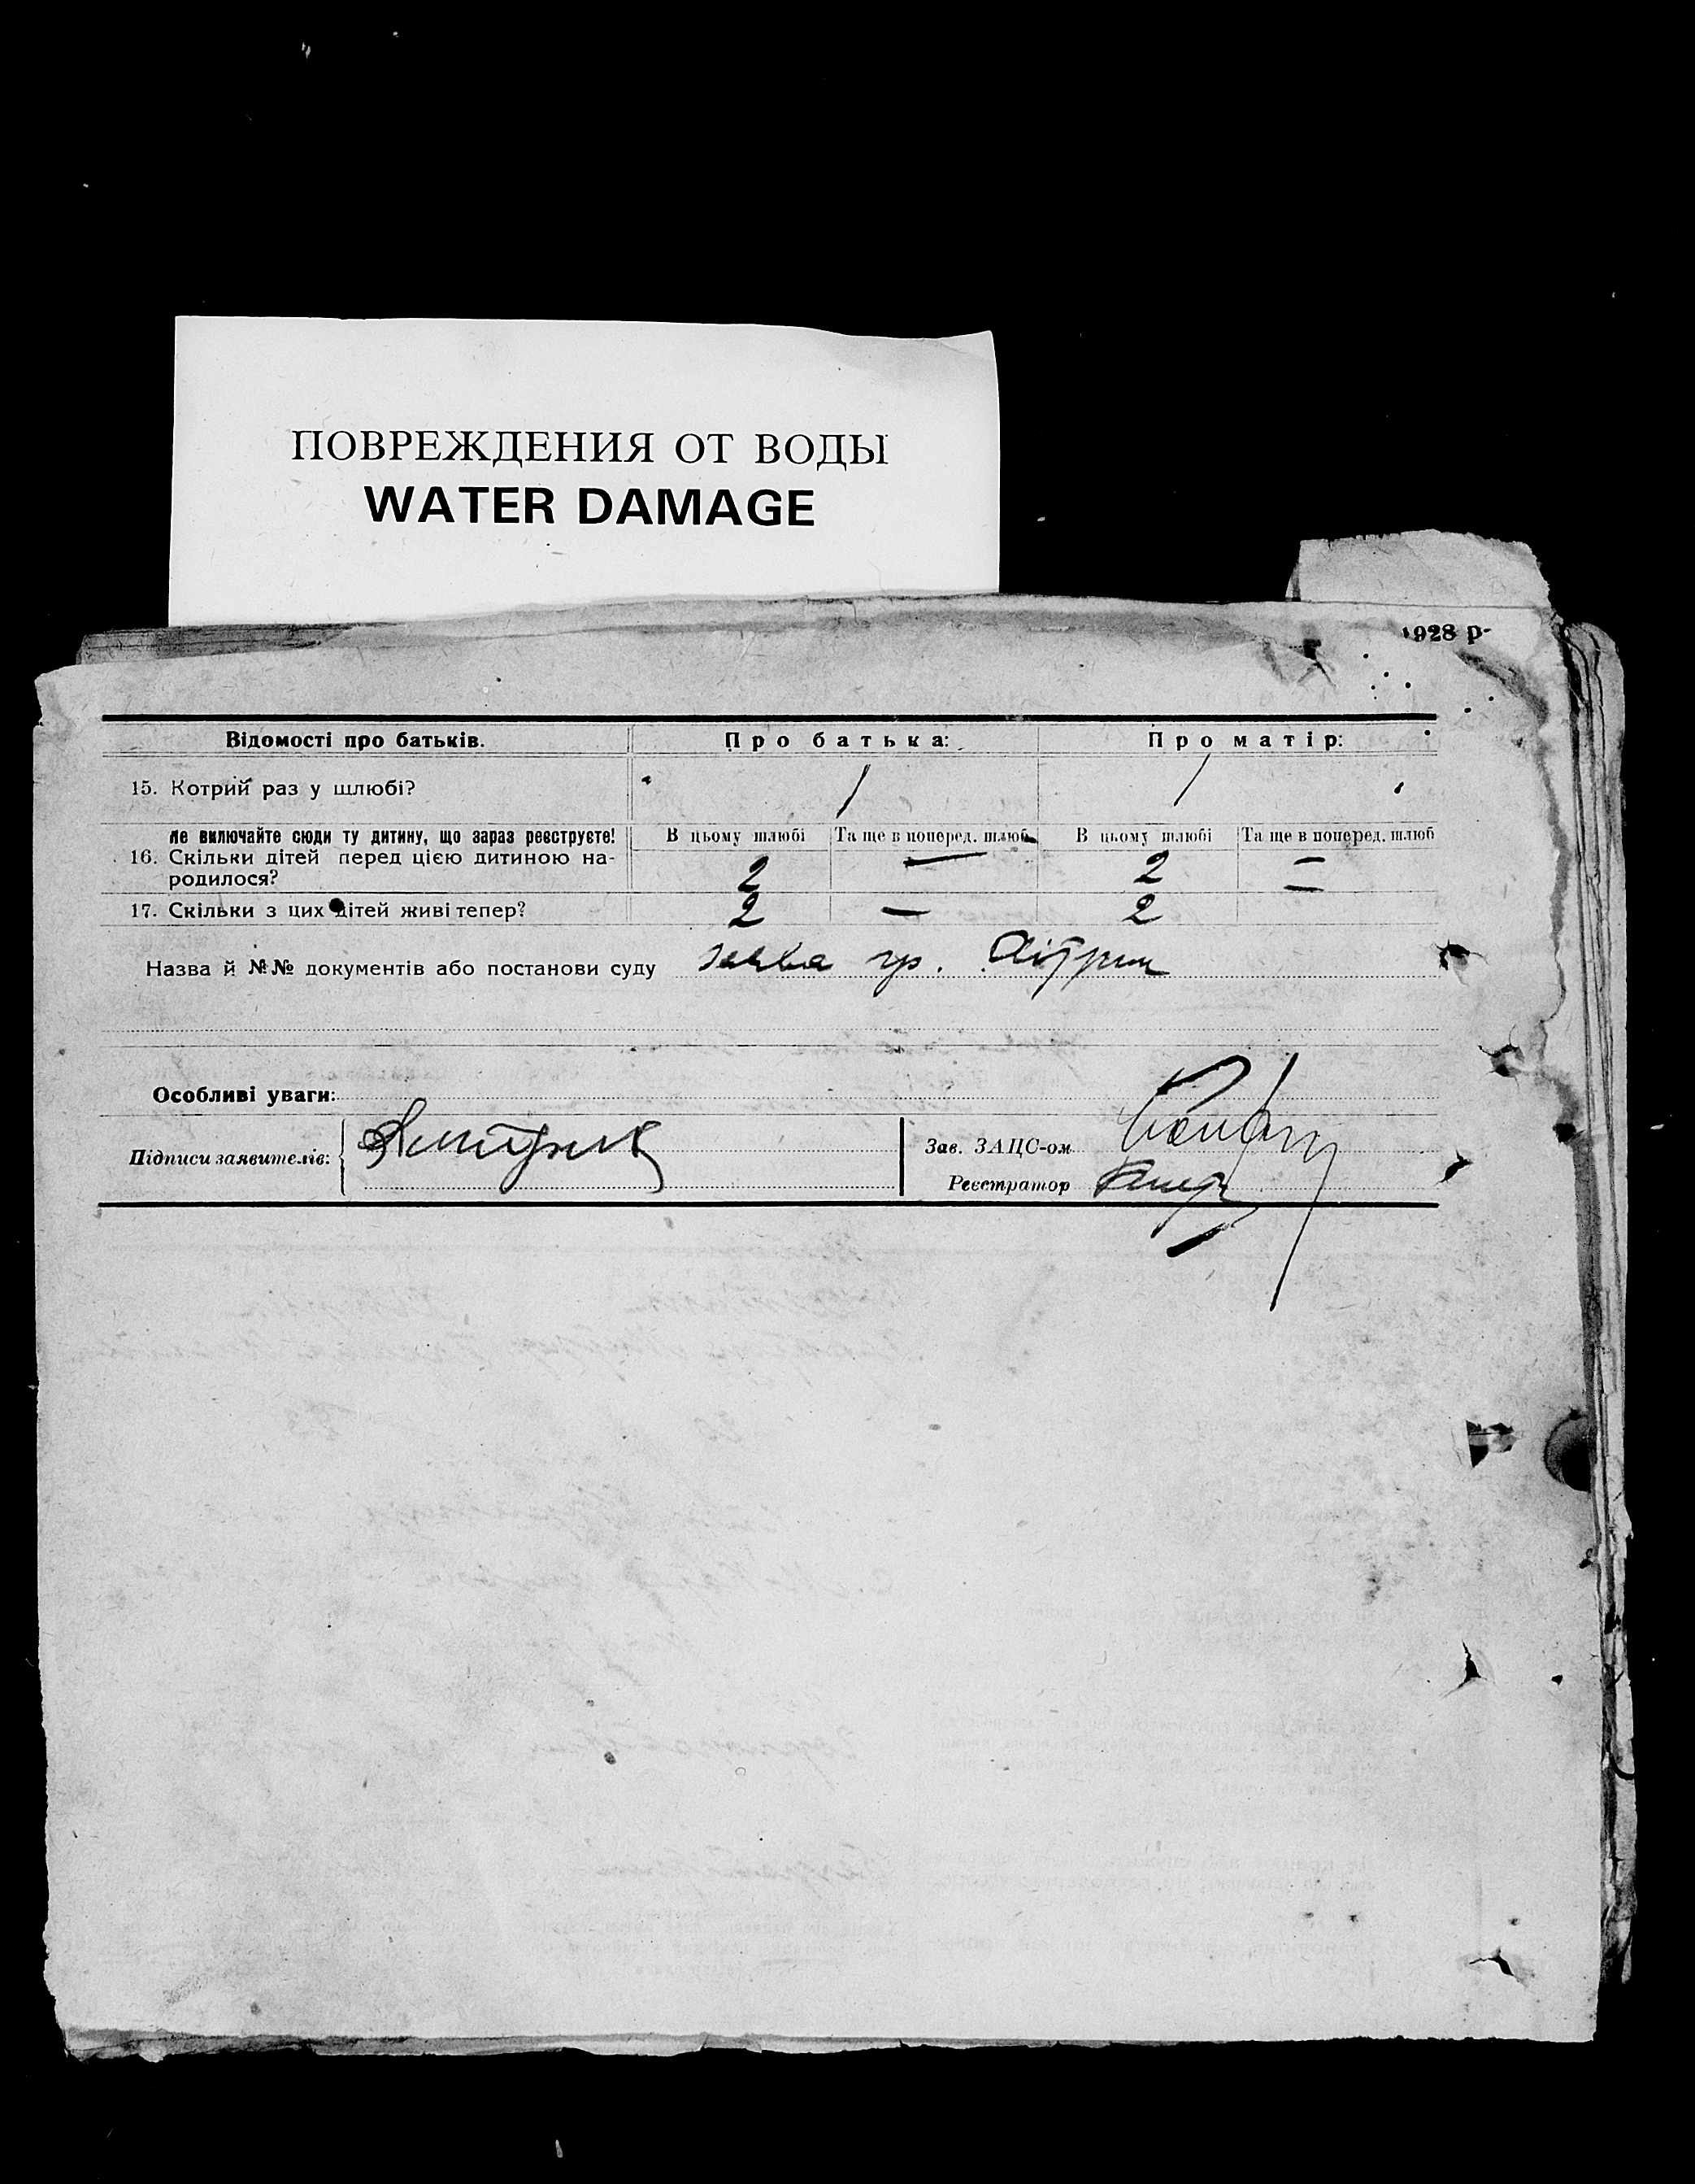 ПОВРЕЖДЕНИЯ ОТ ВОДЫ
WATER DAMAGE
1928 р.
Відомості про батьків. Про батька: Про матір:
15. Котрий раз у шлюбі? 1 1
Не включайте сюди ту дитину, що зараз реєструєте! В цьому шлюбі Та ще в поперед. шлюб В цьому шлюбі Та ще в поперед. шлюб
16. Скільки дітей перед цією дитиною на-
родилося? 2 — 2 —
17. Скільки з цих дітей живі тепер? 2 — 2 —
Назва й №№ документів або постанови суду заява гр.
Особливі уваги:
Підписи заявителів:
Зав. ЗАЦС-ом
Реєстратор